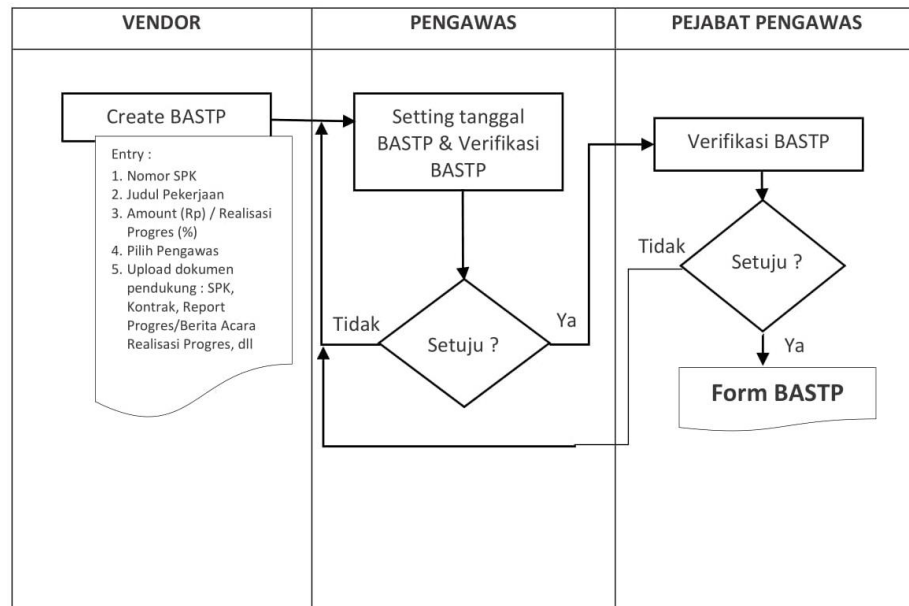 VENDOR
PENGAWAS
PEJABAT PENGAWAS
Create BASTP
Entry :
1. Nomor SPK
2. Judul Pekerjaan
3. Amount (Rp) / Realisasi
Progres (%)
4. Pilih Pengawas
5. Upload dokumen
pendukung : SPK,
Kontrak, Report
Progres/Berita Acara
Realisasi Progres, dll
Setting tanggal
BASTP & Verifikasi
BASTP
Tidak
Setuju ?
Ya
Verifikasi BASTP
Tidak
Setuju ?
Ya
Form BASTP